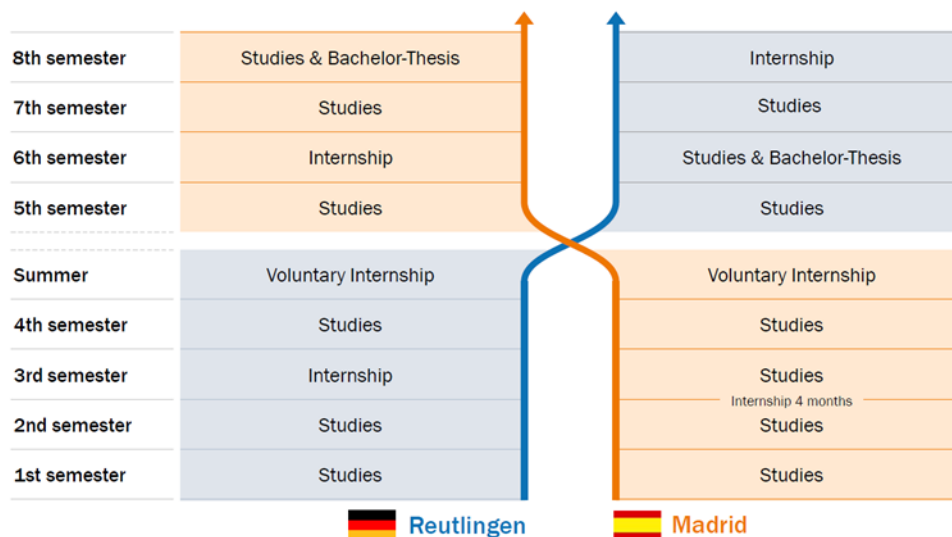 8th semester Studies & Bachelor-Thesis Internship
7th semester Studies Studies
6th semester Internship Studies & Bachelor-Thesis
5th semester Studies Studies
Summer Voluntary Internship Voluntary Internship
4th semester Studies Studies
3rd semester Internship Studies
Internship 4 months
2nd semester Studies Studies
1st semester Studies Studies
Reutlingen Madrid